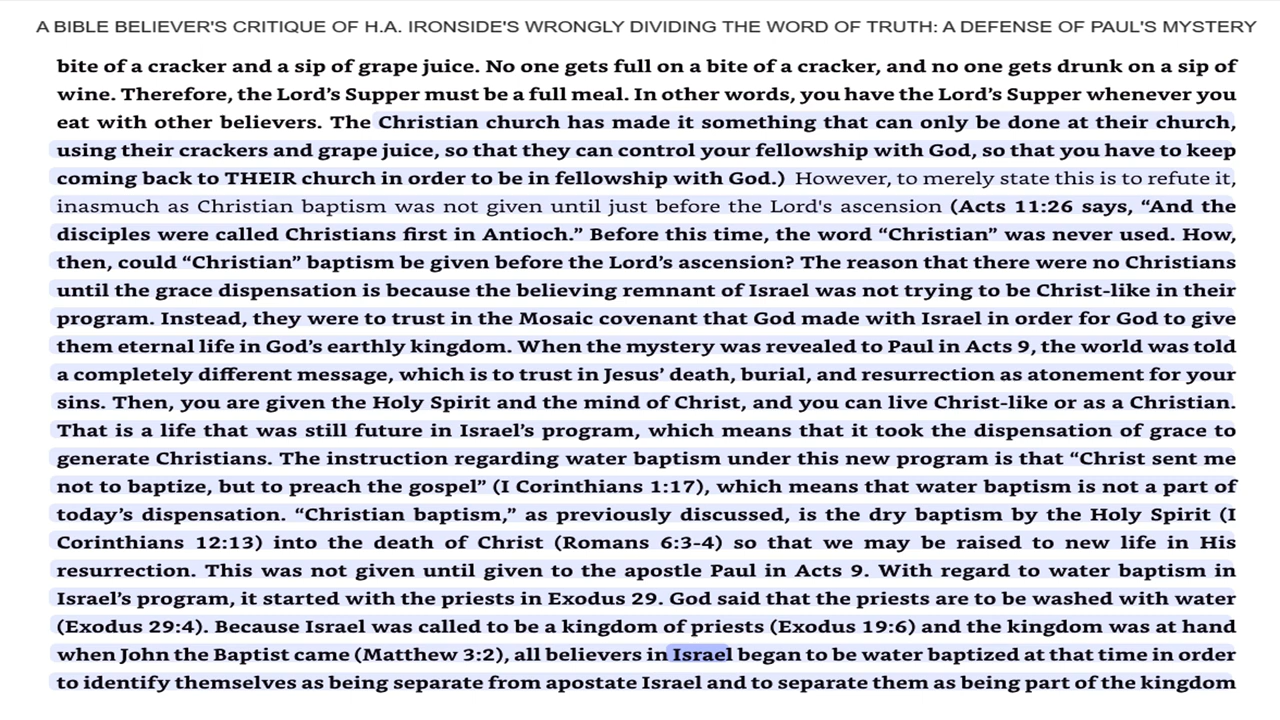 A BIBLE BELIEVER'S CRITIQUE OF H.A. IRONSIDE'S WRONGLY DIVIDING THE WORD OF TRUTH: A DEFENSE OF PAUL'S MYSTERY
bite of a cracker and a sip of grape juice. No one gets full on a bite of a cracker, and no one gets drunk on a sip of
wine. Therefore, the Lord’s Supper must be a full meal. In other words, you have the Lord’s Supper whenever you
eat with other believers. The Christian church has made it something that can only be done at their church,
using their crackers and grape juice, so that they can control your fellowship with God, so that you have to keep
coming back to THEIR church in order to be in fellowship with God.) However, to merely state this is to refute it,
inasmuch as Christian baptism was not given until just before the Lord's ascension (Acts 11:26 says, “And the
disciples were called Christians first in Antioch.” Before this time, the word “Christian” was never used. How,
then, could “Christian” baptism be given before the Lord’s ascension? The reason that there were no Christians
until the grace dispensation is because the believing remnant of Israel was not trying to be Christ-like in their
program. Instead, they were to trust in the Mosaic covenant that God made with Israel in order for God to give
them eternal life in God’s earthly kingdom. When the mystery was revealed to Paul in Acts 9, the world was told
a completely different message, which is to trust in Jesus’ death, burial, and resurrection as atonement for your
sins. Then, you are given the Holy Spirit and the mind of Christ, and you can live Christ-like or as a Christian.
That is a life that was still future in Israel’s program, which means that it took the dispensation of grace to
generate Christians. The instruction regarding water baptism under this new program is that “Christ sent me
not to baptize, but to preach the gospel” (I Corinthians 1:17), which means that water baptism is not a part of
today’s dispensation. “Christian baptism,” as previously discussed, is the dry baptism by the Holy Spirit (I
Corinthians 12:13) into the death of Christ (Romans 6:3-4) so that we may be raised to new life in His
resurrection. This was not given until given to the apostle Paul in Acts 9. With regard to water baptism in
Israel’s program, it started with the priests in Exodus 29. God said that the priests are to be washed with water
(Exodus 29:4). Because Israel was called to be a kingdom of priests (Exodus 19:6) and the kingdom was at hand
when John the Baptist came (Matthew 3:2), all believers in Israel began to be water baptized at that time in order
to identify themselves as being separate from apostate Israel and to separate them as being part of the kingdom